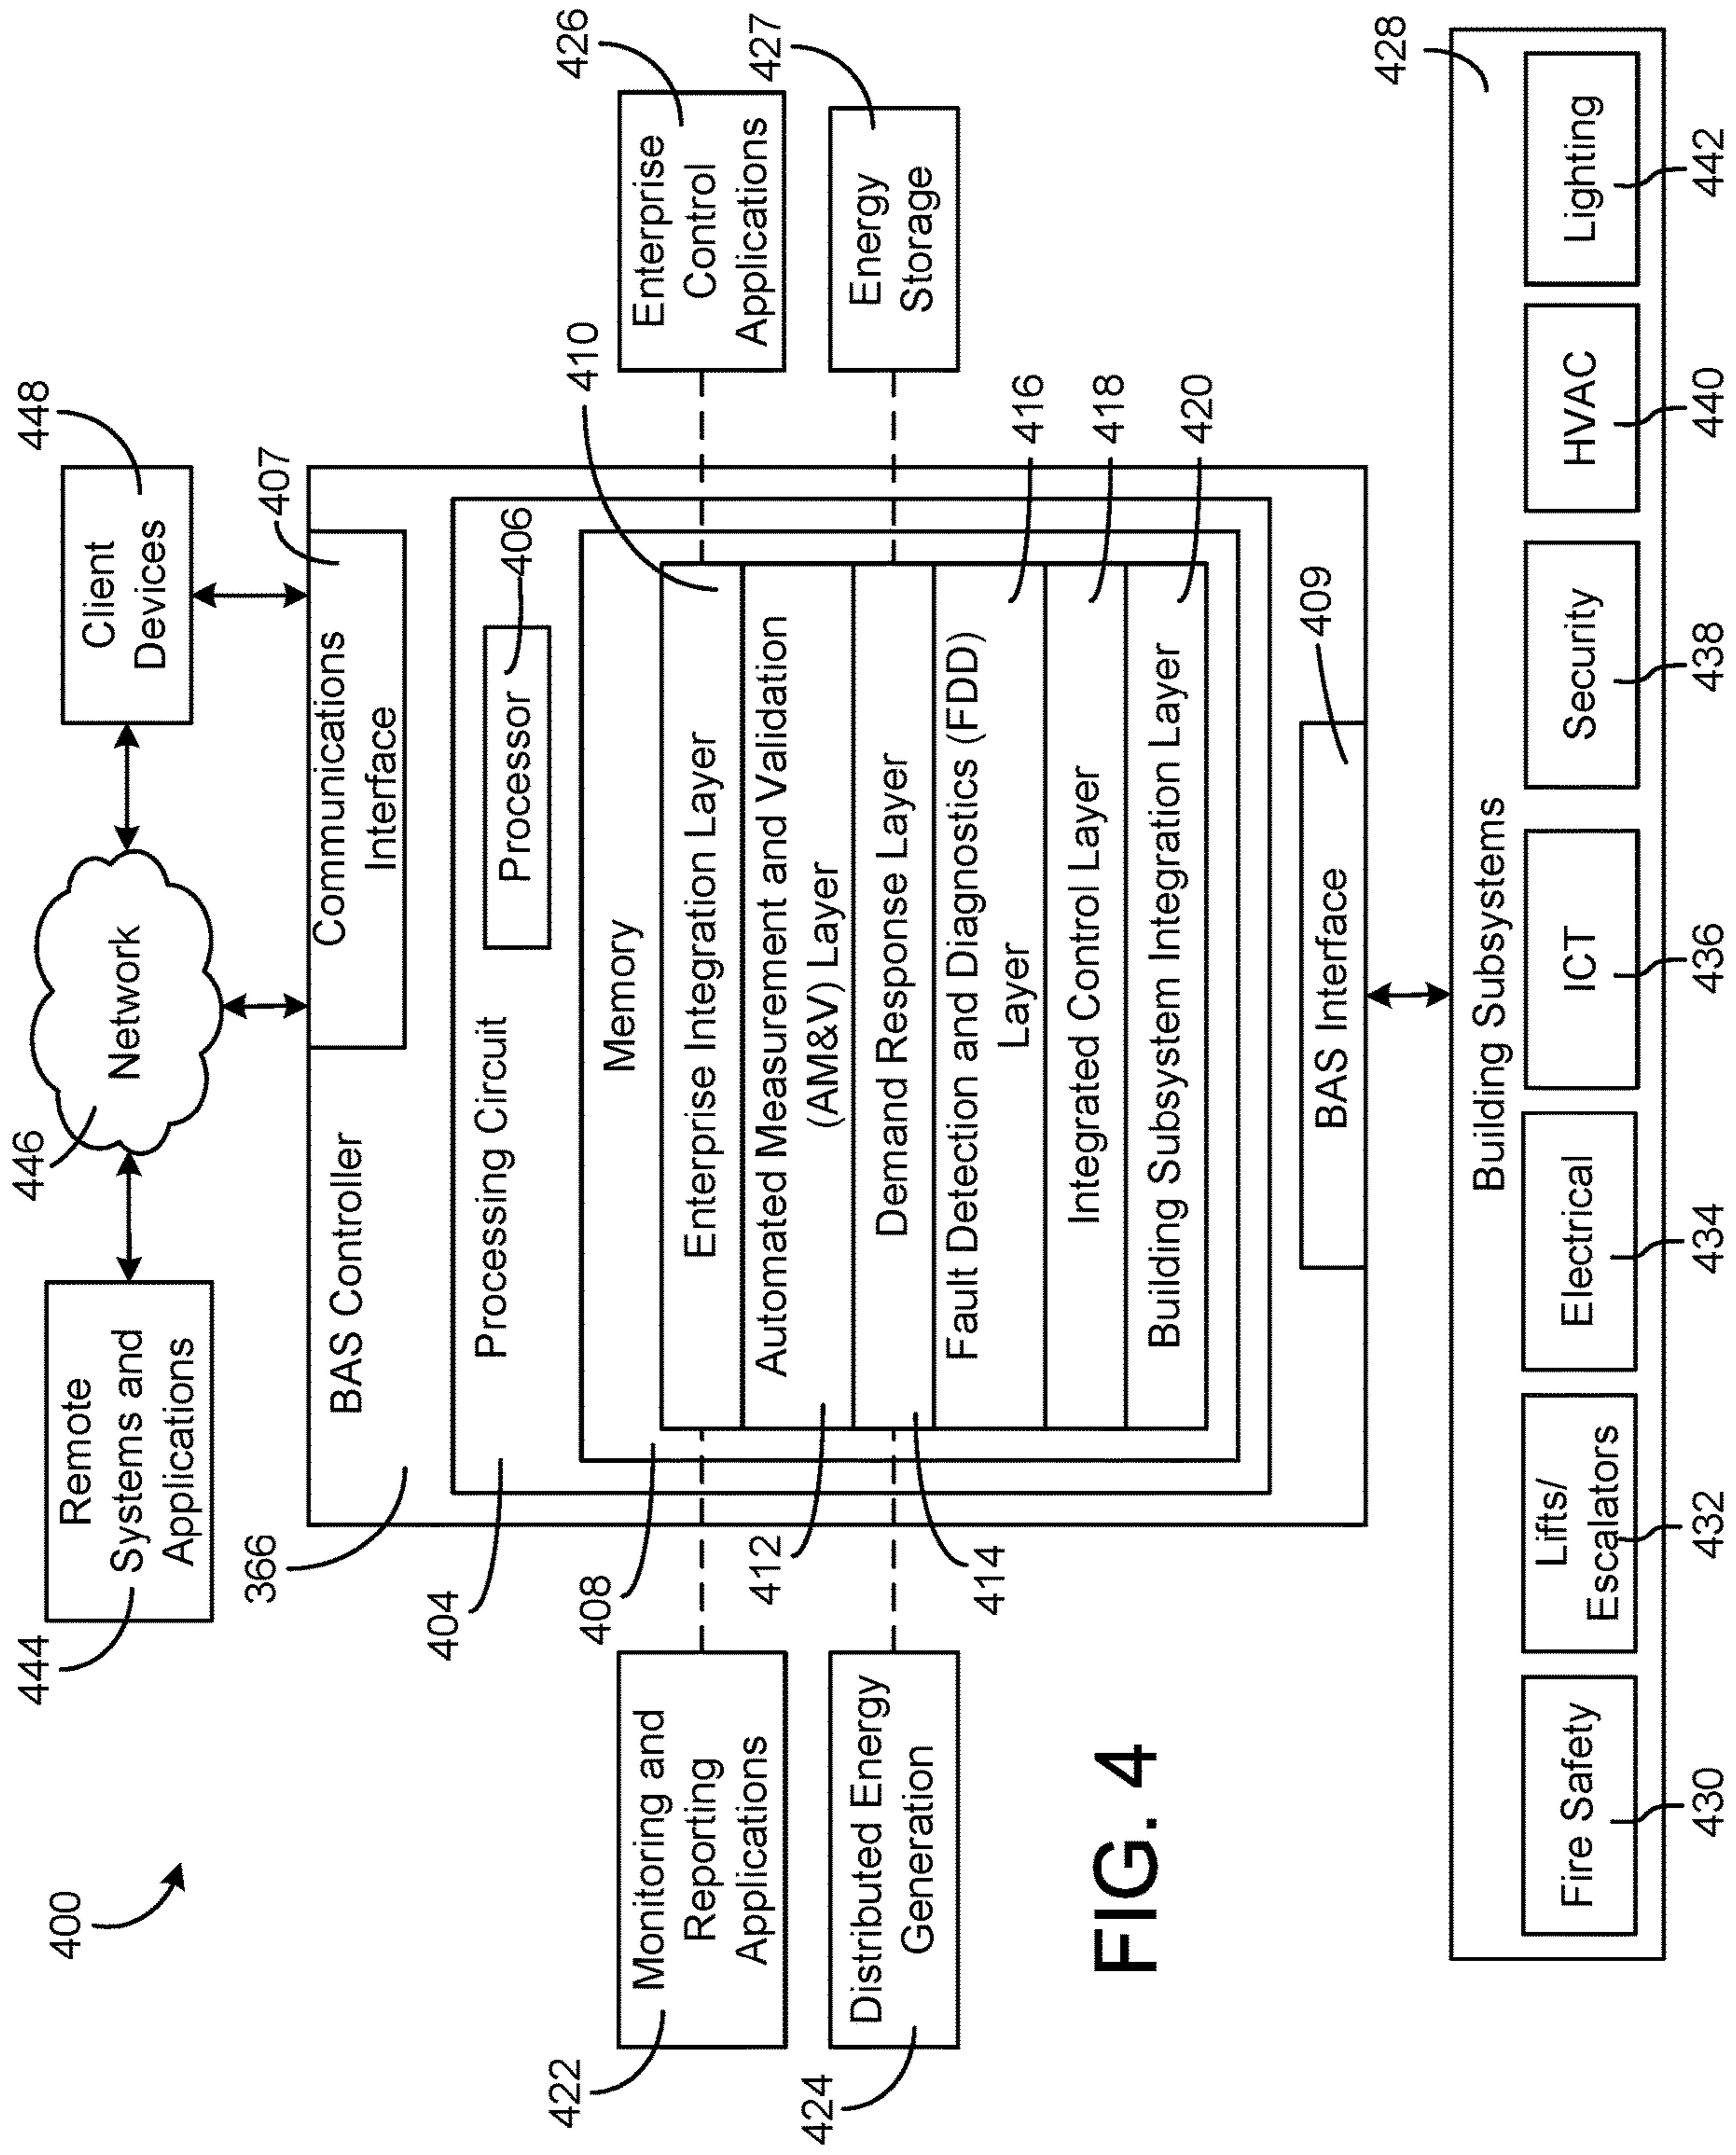 400
444
Remote
Systems and
Applications
446
Network
448
Client
Devices
366
BAS Controller
407
Communications
Interface
404
Processing Circuit
Processor
406
408
Memory
410
Enterprise Integration Layer
412
Automated Measurement and Validation
(AM&V) Layer
414
Demand Response Layer
Fault Detection and Diagnostics (FDD)
Layer
416
Integrated Control Layer
418
Building Subsystem Integration Layer
420
BAS Interface
409
422
Monitoring and
Reporting
Applications
424
Distributed Energy
Generation
426
Enterprise
Control
Applications
427
Energy
Storage
FIG. 4
428
Building Subsystems
Fire Safety
Lifts/
Escalators
Electrical
ICT
Security
HVAC
Lighting
430
432
434
436
438
440
442